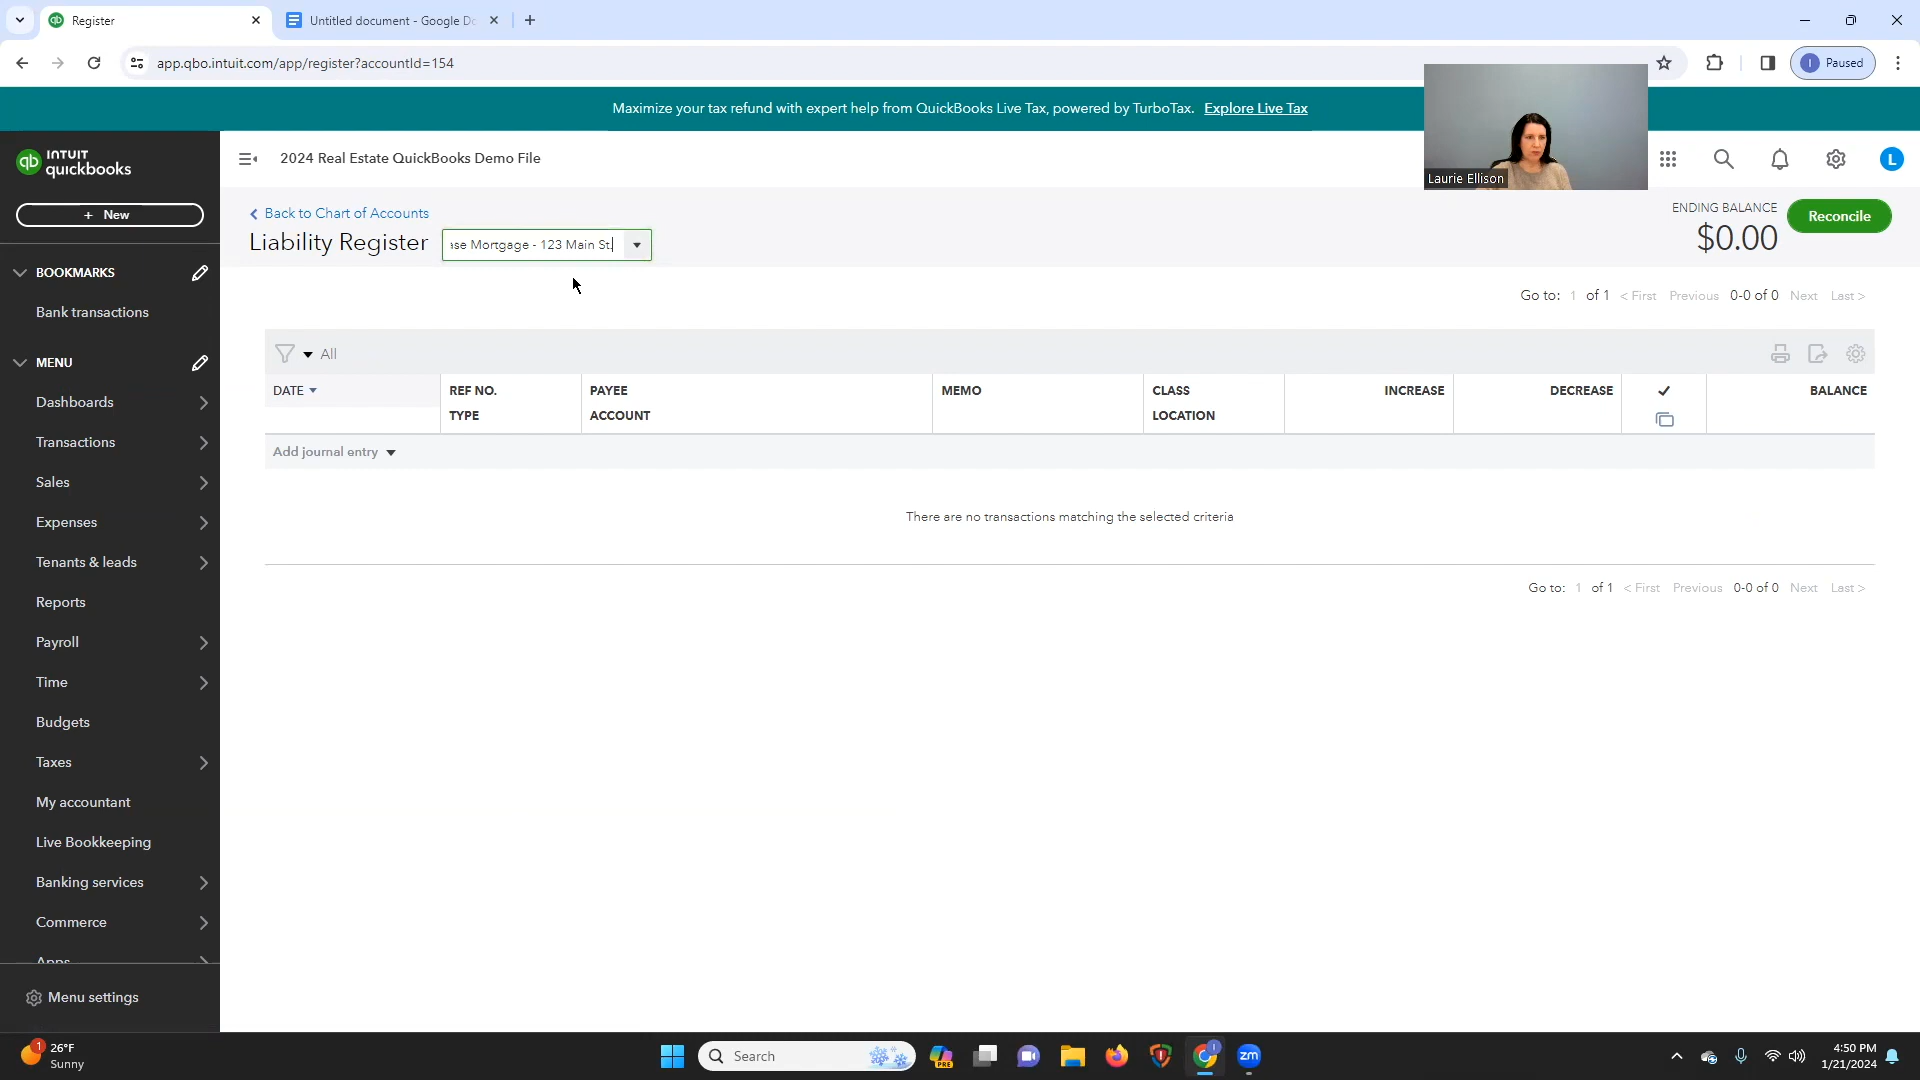 Register
Untitled document - Google Do
app.qbo.intuit.com/app/register?accountId=154
Paused
Maximize your tax refund with expert help from QuickBooks Live Tax, powered by TurboTax. Explore Live Tax
Laurie Ellison
INTUIT
quickbooks
2024 Real Estate QuickBooks Demo File
L
+ New
Back to Chart of Accounts
Liability Register
ase Mortgage - 123 Main St.
ENDING BALANCE
$0.00
Reconcile
BOOKMARKS
Bank transactions
MENU
Dashboards
Transactions
Sales
Expenses
Tenants & leads
Reports
Payroll
Time
Budgets
Taxes
My accountant
Live Bookkeeping
Banking services
Commerce
Apps
Menu settings
Go to: 1 of 1 < First Previous 0-0 of 0 Next Last >
All
DATE REF NO. PAYEE MEMO CLASS INCREASE DECREASE BALANCE
TYPE ACCOUNT LOCATION
Add journal entry
There are no transactions matching the selected criteria
Go to: 1 of 1 < First Previous 0-0 of 0 Next Last >
1
26°F
Sunny
Search
PRE
zm
4:50 PM
1/21/2024